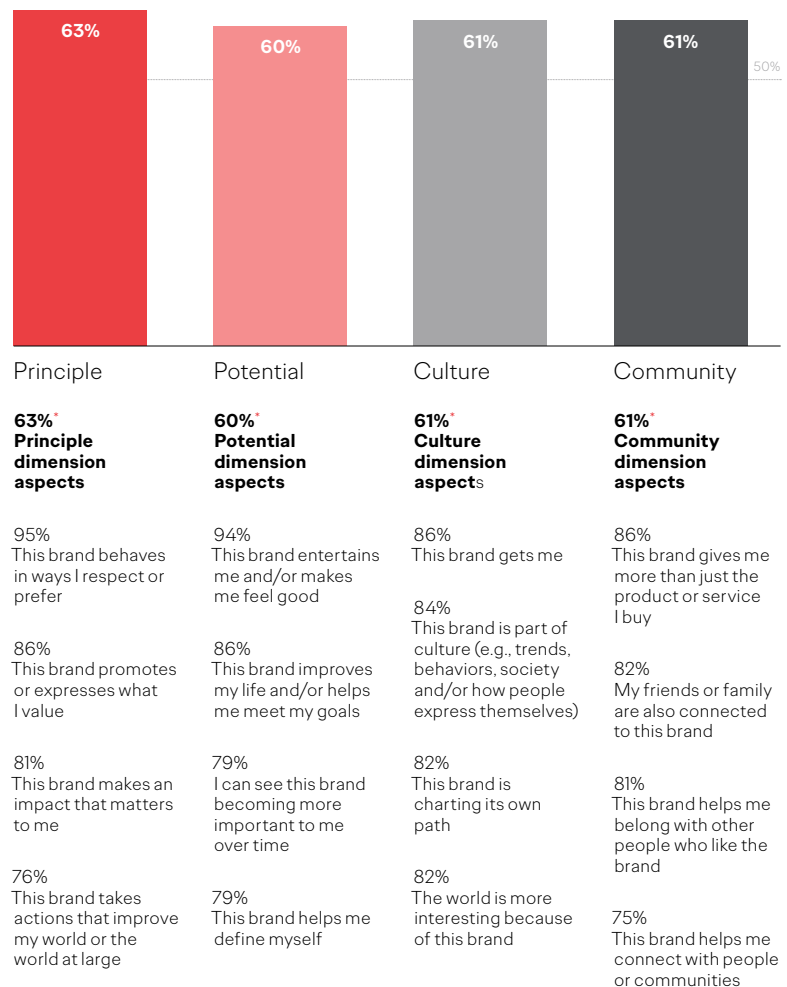 63%
60%
61%
61%
50%
Principle
Potential
Culture
Community
63%*
Principle
dimension
aspects
95%
This brand behaves
in ways I respect or
prefer
86%
This brand promotes
or expresses what
I value
81%
This brand makes an
impact that matters
to me
76%
This brand takes
actions that improve
my world or the
world at large
60%*
Potential
dimension
aspects
94%
This brand entertains
me and/or makes
me feel good
86%
This brand improves
my life and/or helps
me meet my goals
79%
I can see this brand
becoming more
important to me
over time
79%
This brand helps me
define myself
61%*
Culture
dimension
aspects
86%
This brand gets me
84%
This brand is part of
culture (e.g., trends,
behaviors, society
and/or how people
express themselves)
82%
This brand is
charting its own
path
82%
The world is more
interesting because
of this brand
61%*
Community
dimension
aspects
86%
This brand gives me
more than just the
product or service
I buy
82%
My friends or family
are also connected
to this brand
81%
This brand helps me
belong with other
people who like the
brand
75%
This brand helps me
connect with people
or communities